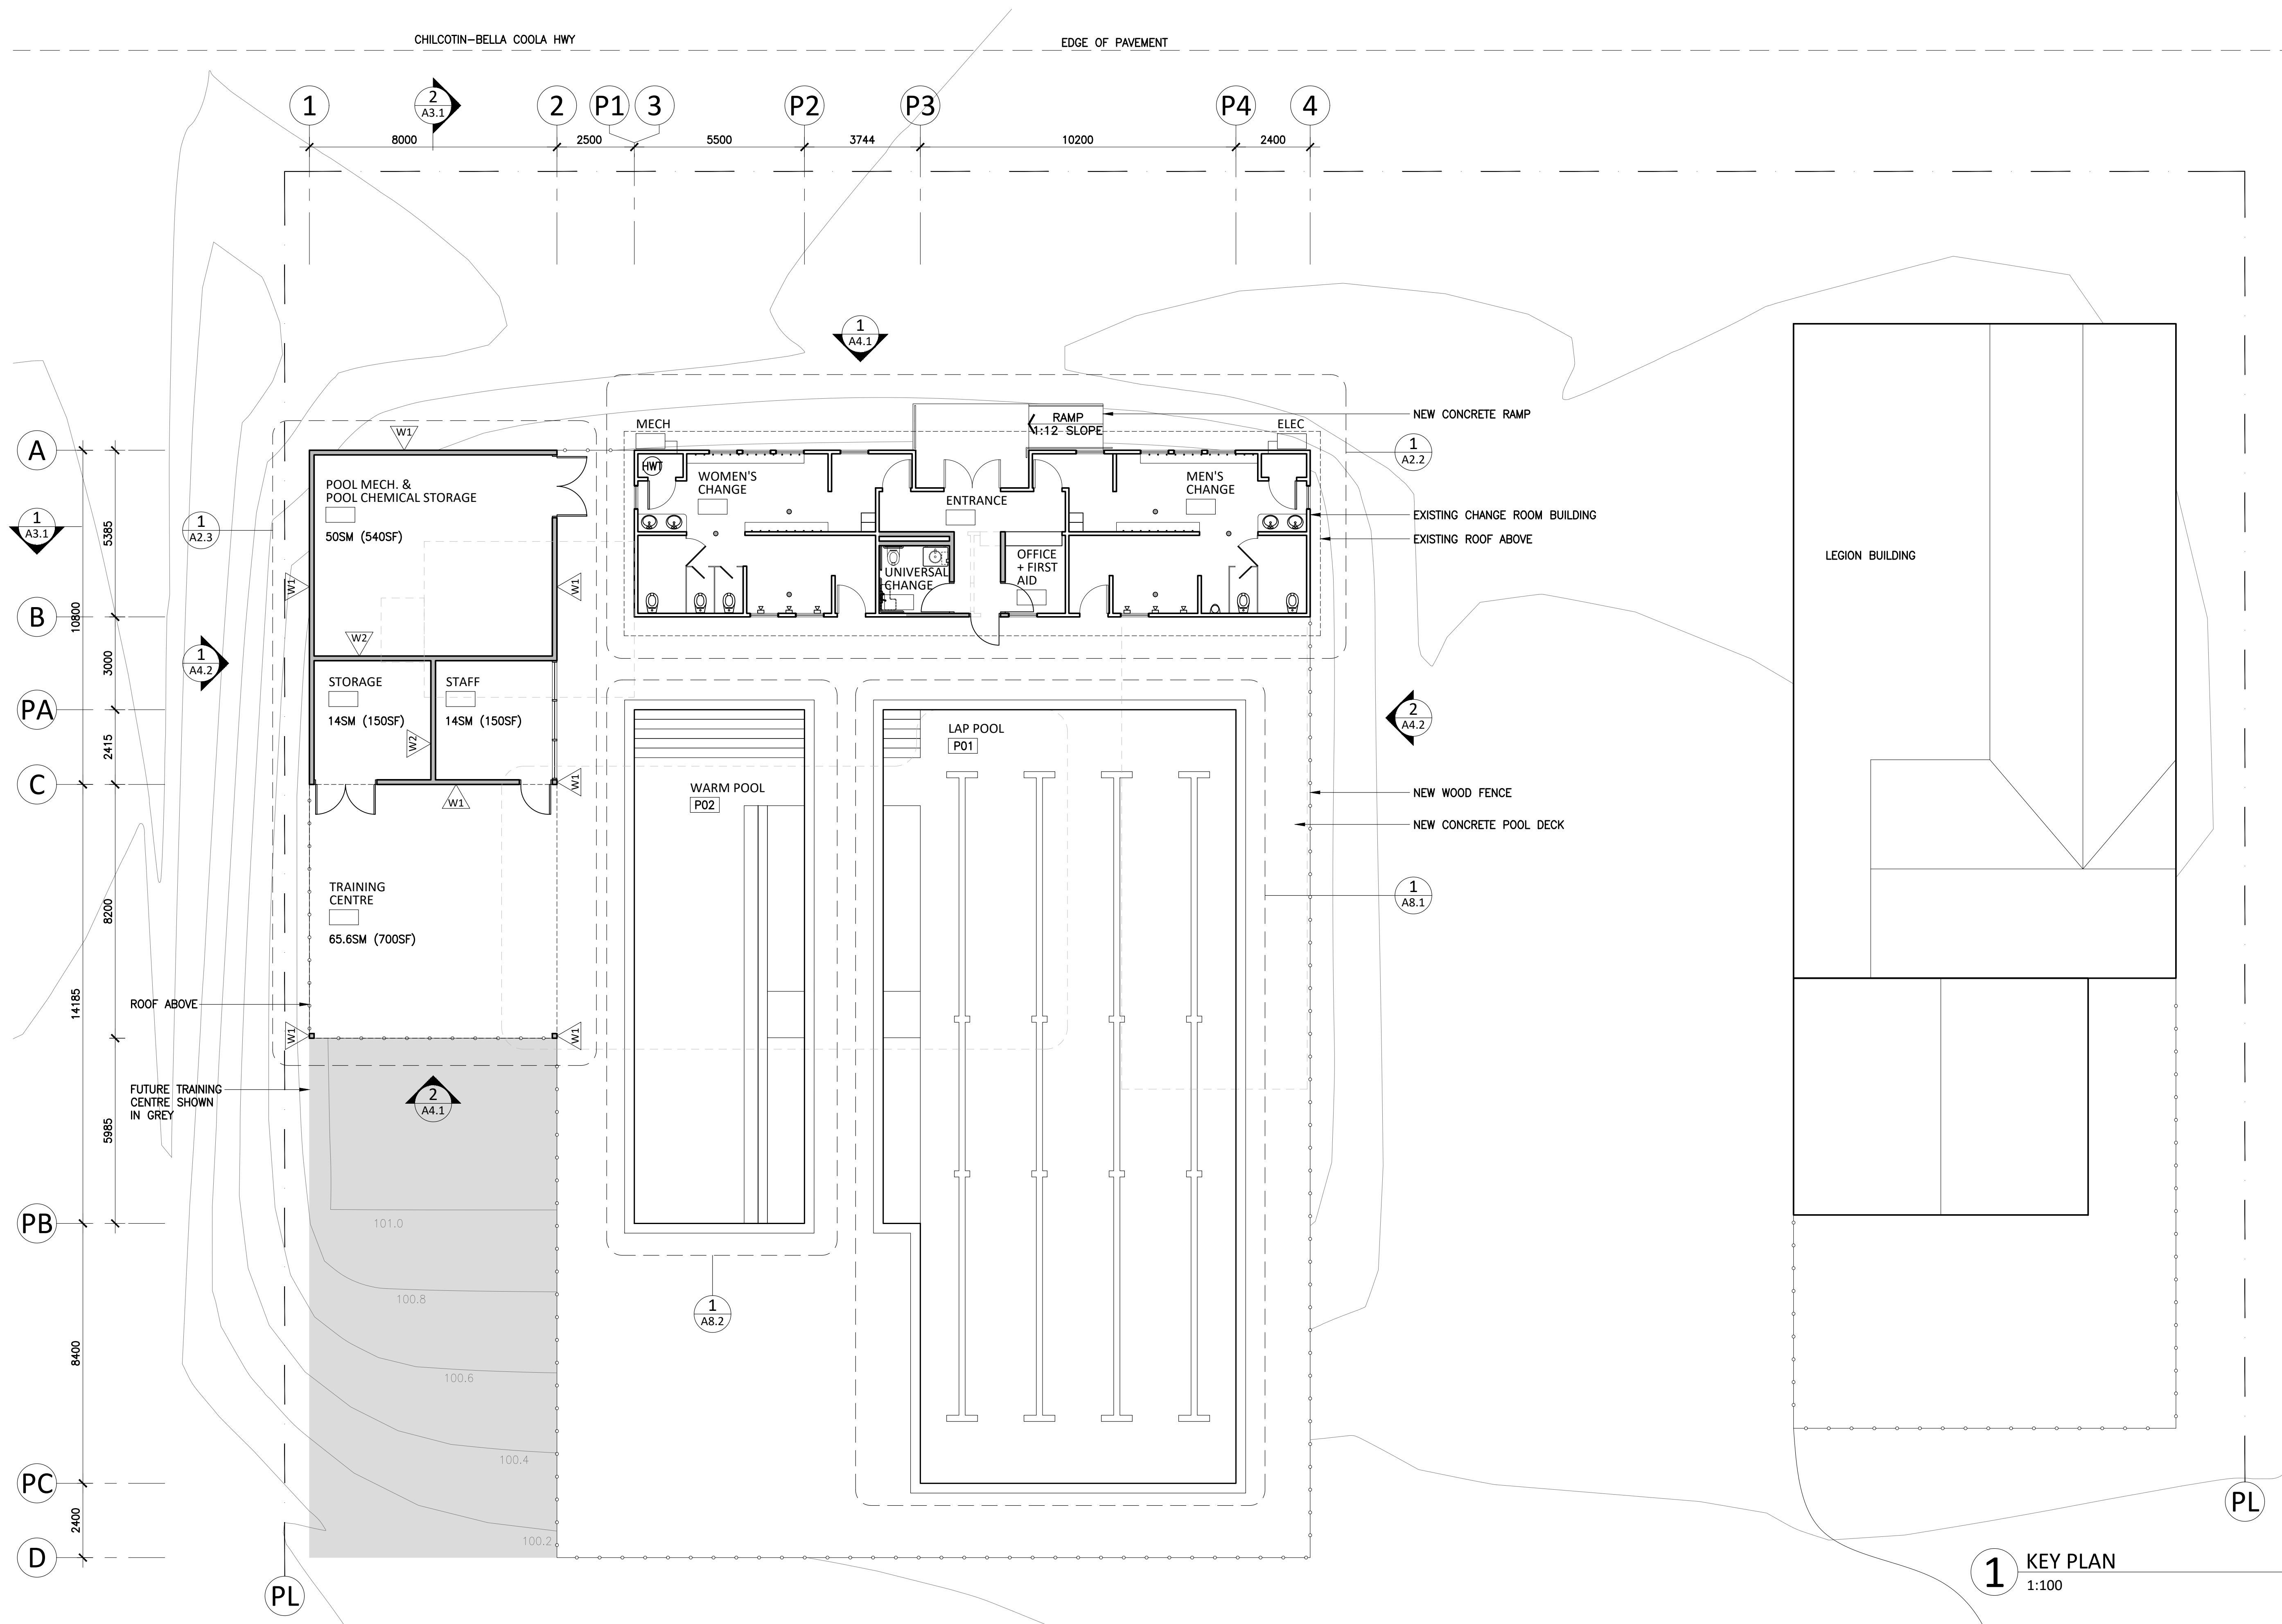 CHILCOTIN-BELLA COOLA HWY
EDGE OF PAVEMENT
1
2
A3.1
2
P1
3
P2
P3
P4
4
8000
2500
5500
3744
10200
2400
1
A4.1
MECH
RAMP
1:12 SLOPE
ELEC
NEW CONCRETE RAMP
1
A2.2
A
W1
HWT
WOMEN'S
CHANGE
MEN'S
CHANGE
ENTRANCE
POOL MECH. &
POOL CHEMICAL STORAGE
50SM (540SF)
1
A3.1
1
A2.3
5385
EXISTING CHANGE ROOM BUILDING
EXISTING ROOF ABOVE
LEGION BUILDING
OFFICE
+ FIRST
AID
UNIVERSAL
CHANGE
W1
W1
B
10800
W2
1
A4.2
3000
STORAGE
14SM (150SF)
STAFF
14SM (150SF)
PA
W2
2415
2
A4.2
LAP POOL
P01
C
W1
W1
WARM POOL
P02
NEW WOOD FENCE
NEW CONCRETE POOL DECK
TRAINING
CENTRE
65.6SM (700SF)
8200
1
A8.1
14185
ROOF ABOVE
W1
W1
FUTURE TRAINING
CENTRE SHOWN
IN GREY
2
A4.1
5985
PB
101.0
100.8
1
A8.2
8400
100.6
100.4
PC
2400
100.2
D
PL
PL
1
KEY PLAN
1:100